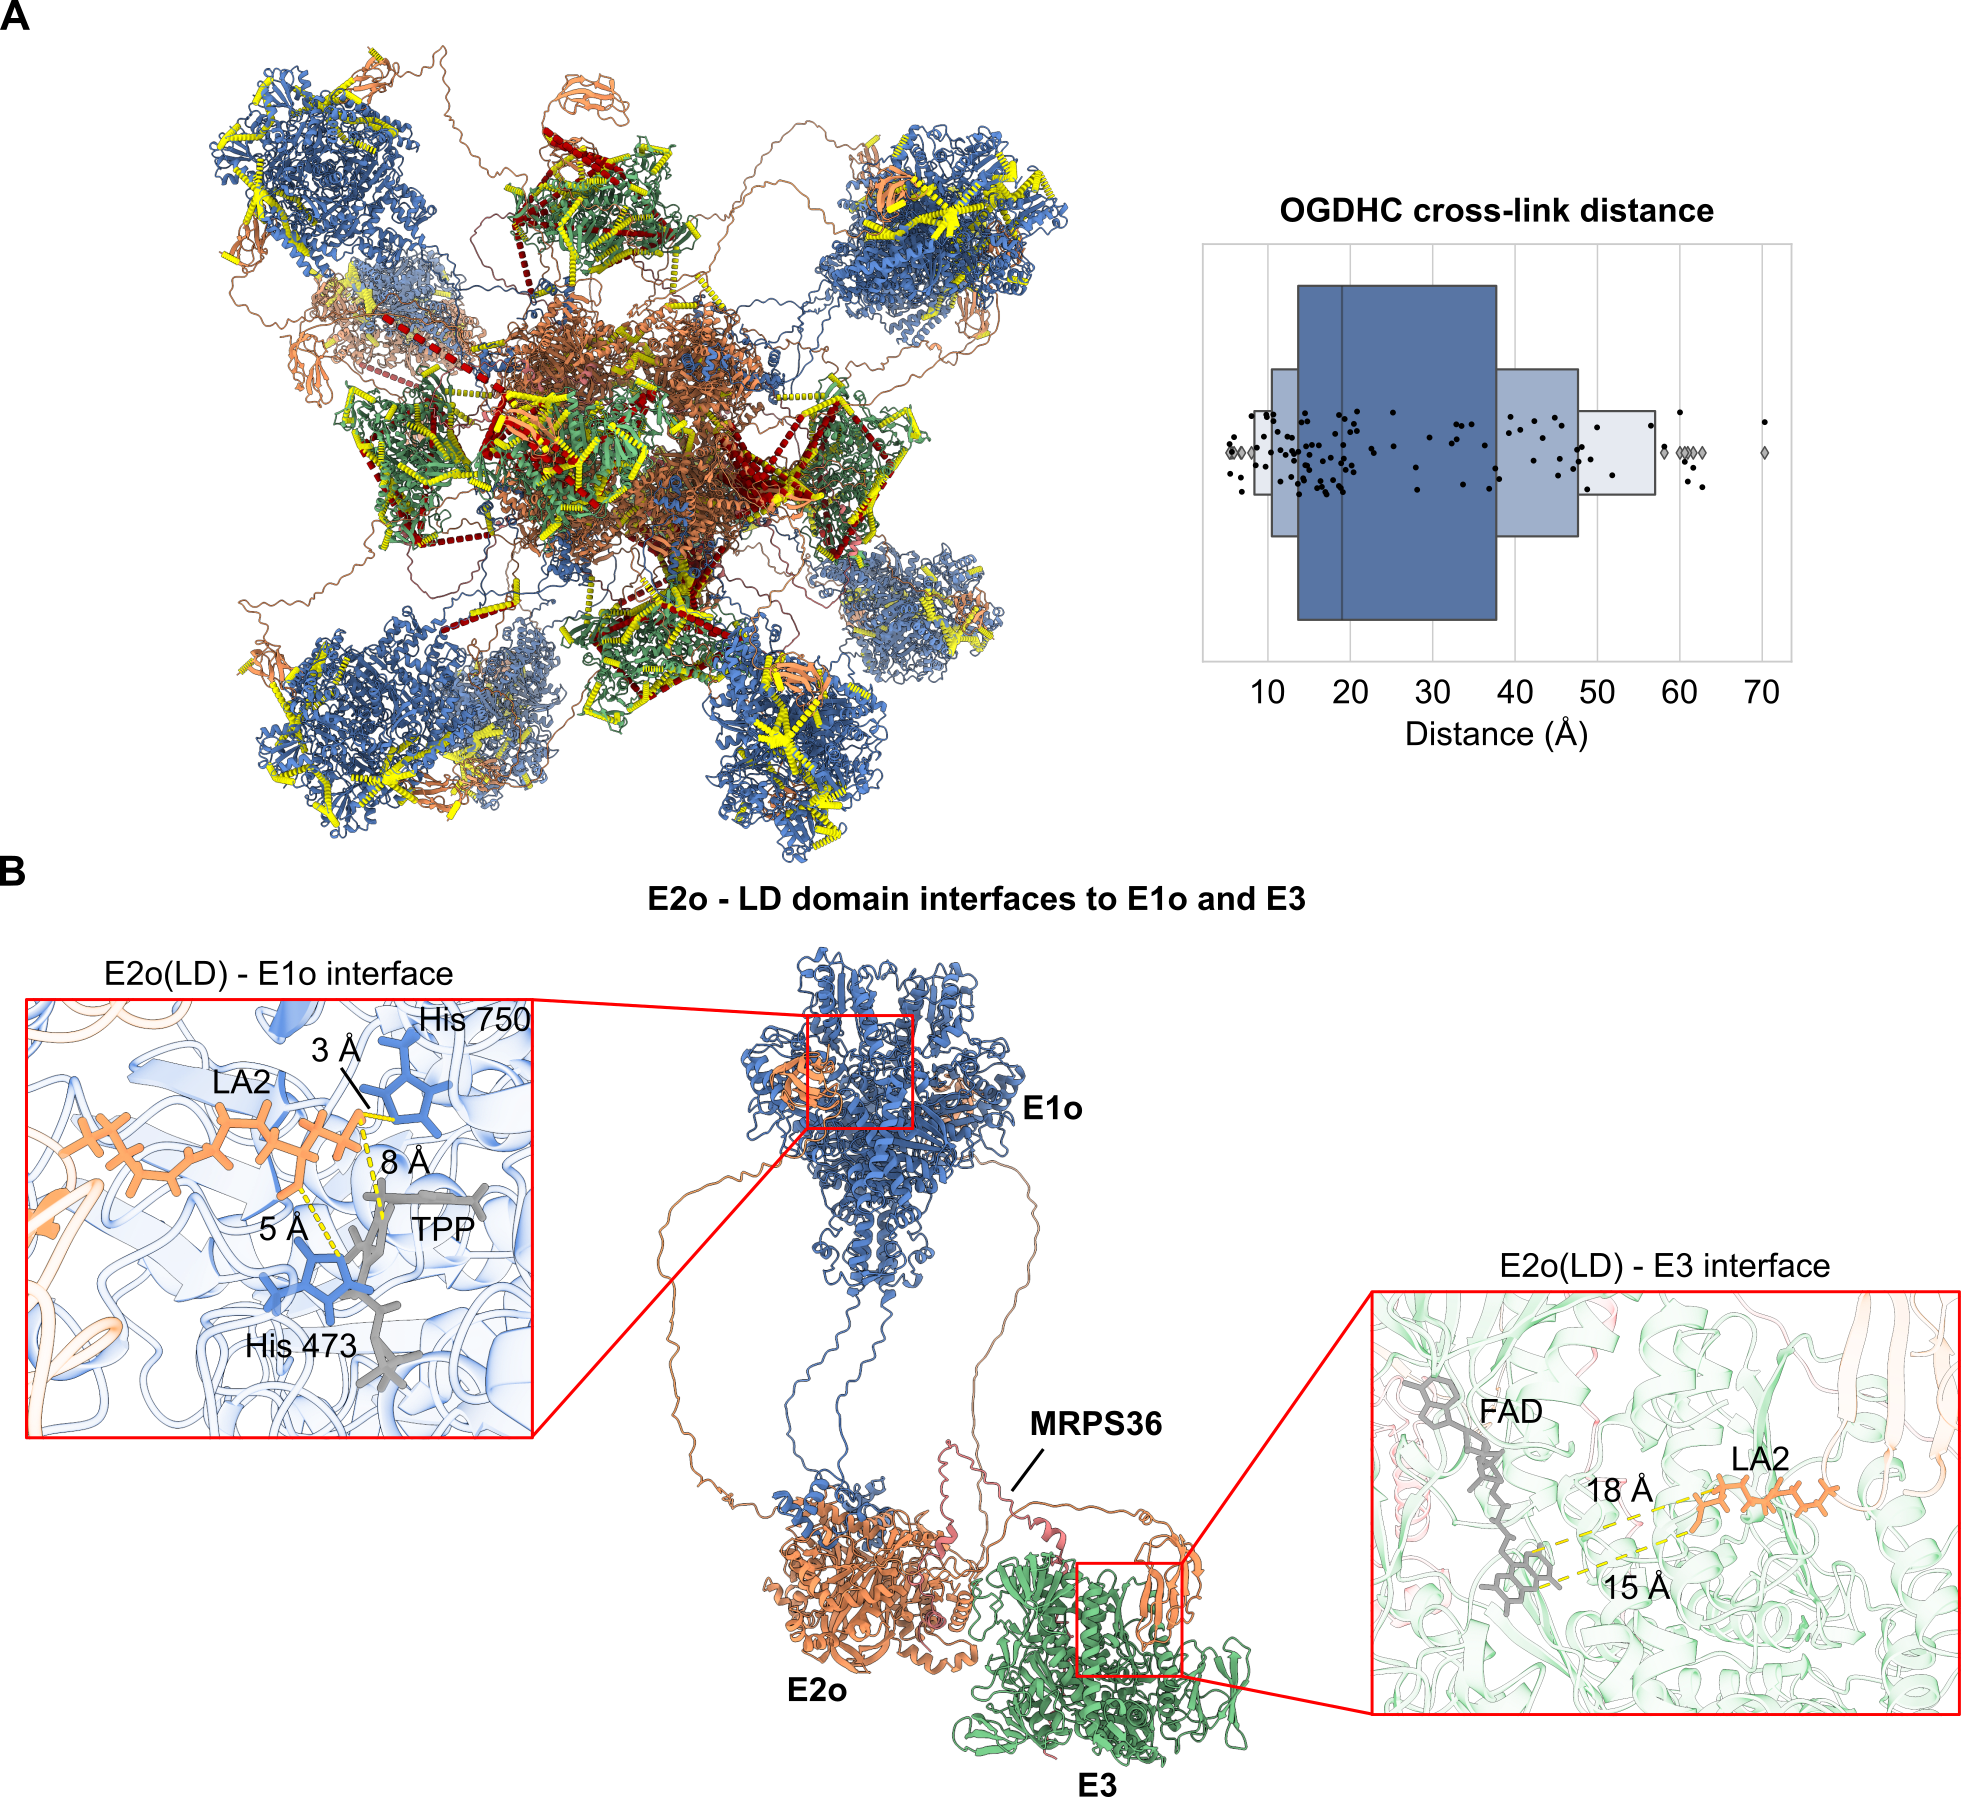 A
OGDHC cross-link distance
10 20 30 40 50 60 70
Distance (Å)
B
E2o - LD domain interfaces to E1o and E3
E2o(LD) - E1o interface
His 750
3 Å
LA2
8 Å
5 Å
TPP
His 473
E1o
MRPS36
E2o
E3
E2o(LD) - E3 interface
FAD
LA2
18 Å
15 Å